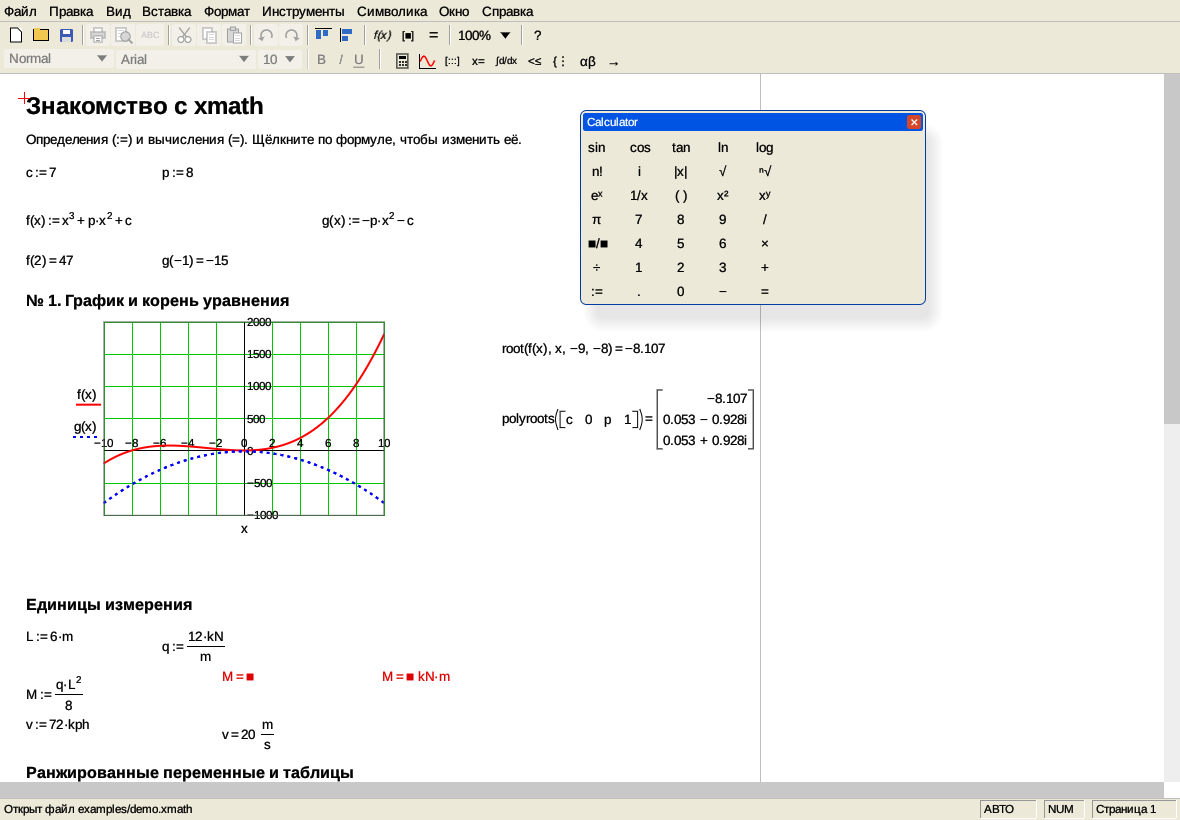 Файл Правка Вид Вставка Формат Инструменты Символика Окно Справка
ABC f(x) [■] = 100% ?
Normal Arial 10 B I U [:::] x= ∫d/dx <≤ {⋮ αβ →
Знакомство с xmath
Определения (:=) и вычисления (=). Щёлкните по формуле, чтобы изменить её.
c := 7 p := 8
f(x) := x³ + p·x² + c g(x) := −p·x² − c
f(2) = 47 g(−1) = −15
Calculator
sin cos tan ln log
n! i |x| √ ⁿ√
eˣ 1/x ( ) x² xʸ
π 7 8 9 /
■/■ 4 5 6 ×
÷ 1 2 3 +
:= . 0 − =
№ 1. График и корень уравнения
2000
1500
1000
500
0
−500
−1000
f(x)
g(x)
−10 −8 −6 −4 −2 0 2 4 6 8 10
x
root(f(x), x, −9, −8) = −8.107
polyroots([c 0 p 1]) =
−8.107
0.053 − 0.928i
0.053 + 0.928i
Единицы измерения
L := 6·m
q := 12·kN
m
M := q·L²
8
M = ■ M = ■ kN·m
v := 72·kph
v = 20 m
s
Ранжированные переменные и таблицы
Открыт файл examples/demo.xmath АВТО NUM Страница 1